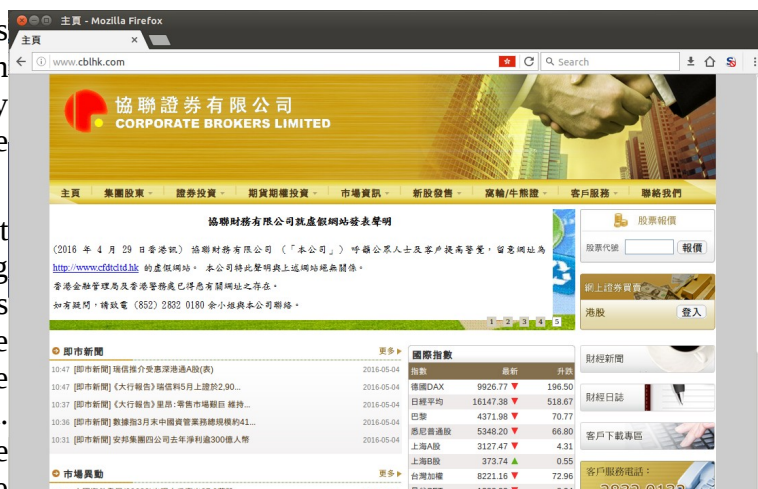 主頁 - Mozilla Firefox
主頁 ×
www.cblhk.com
Search
協聯證券有限公司
CORPORATE BROKERS LIMITED
主頁 集團股東 證券投資 期貨期權投資 市場資訊 新股發售 窩輪/牛熊證 客戶服務 聯絡我們
協聯財務有限公司就虛假網站發表聲明
(2016 年 4 月 29 日香港訊) 協聯財務有限公司 (「本公司」) 呼籲公眾人士及客戶提高警覺，留意網址為
http://www.cfdtcltd.hk 的虛假網站。 本公司特此聲明與上述網站絕無關係。
香港金融管理局及香港警務處已得悉有關網址之存在。
如有疑問，請致電 (852) 2832 0180 余小姐與本公司聯絡。
1 2 3 4 5
股票報價
股票代號 報價
網上證券買賣
港股 登入
即市新聞 更多
10:47 [即市新聞] 瑞信推介受惠深港通A股(表) 2016-05-04
10:47 [即市新聞]《大行報告》瑞信料5月上證於2,90... 2016-05-04
10:37 [即市新聞]《大行報告》里昂:零售市場艱巨 維持... 2016-05-04
10:36 [即市新聞] 數據指3月末中國資管業務總規模約41... 2016-05-04
10:31 [即市新聞] 安邦集團四公司去年淨利逾300億人幣 2016-05-04
市場異動 更多
國際指數
指數 最新 升跌
德國DAX 9926.77 ▼ 196.50
日經平均 16147.38 ▼ 518.67
巴黎 4371.98 ▼ 70.77
悉尼普通股 5348.20 ▼ 66.80
上海A股 3127.47 ▼ 4.31
上海B股 373.74 ▲ 0.55
台灣加權 8221.16 ▼ 72.96
財經新聞
財經日誌
客戶下載專區
客戶服務電話：